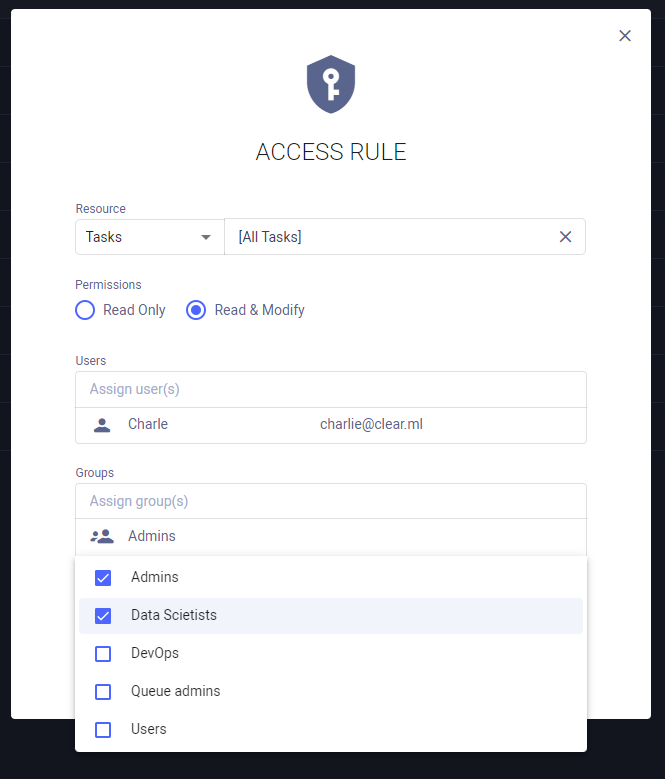 ACCESS RULE
Resource
Tasks [All Tasks]
Permissions
Read Only Read & Modify
Users
Assign user(s)
Charle charlie@clear.ml
Groups
Assign group(s)
Admins
Admins
Data Scietists
DevOps
Queue admins
Users